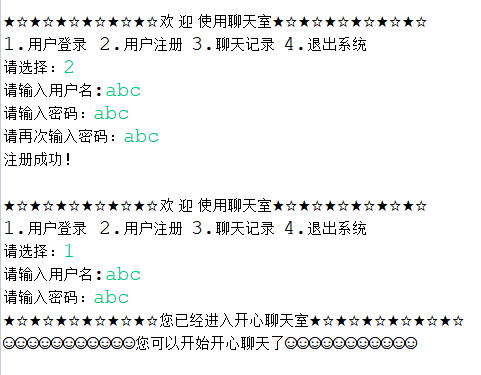 ★☆★☆★☆★☆★☆★☆欢 迎 使用聊天室★☆★☆★☆★☆★☆★☆
1.用户登录 2.用户注册 3.聊天记录 4.退出系统
请选择：2
请输入用户名:abc
请输入密码：abc
请再次输入密码：abc
注册成功!
★☆★☆★☆★☆★☆★☆欢 迎 使用聊天室★☆★☆★☆★☆★☆★☆
1.用户登录 2.用户注册 3.聊天记录 4.退出系统
请选择：1
请输入用户名:abc
请输入密码：abc
★☆★☆★☆★☆★☆★☆您已经进入开心聊天室★☆★☆★☆★☆★☆★☆
☺☺☺☺☺☺☺☺☺☺☺您可以开始开心聊天了☺☺☺☺☺☺☺☺☺☺☺